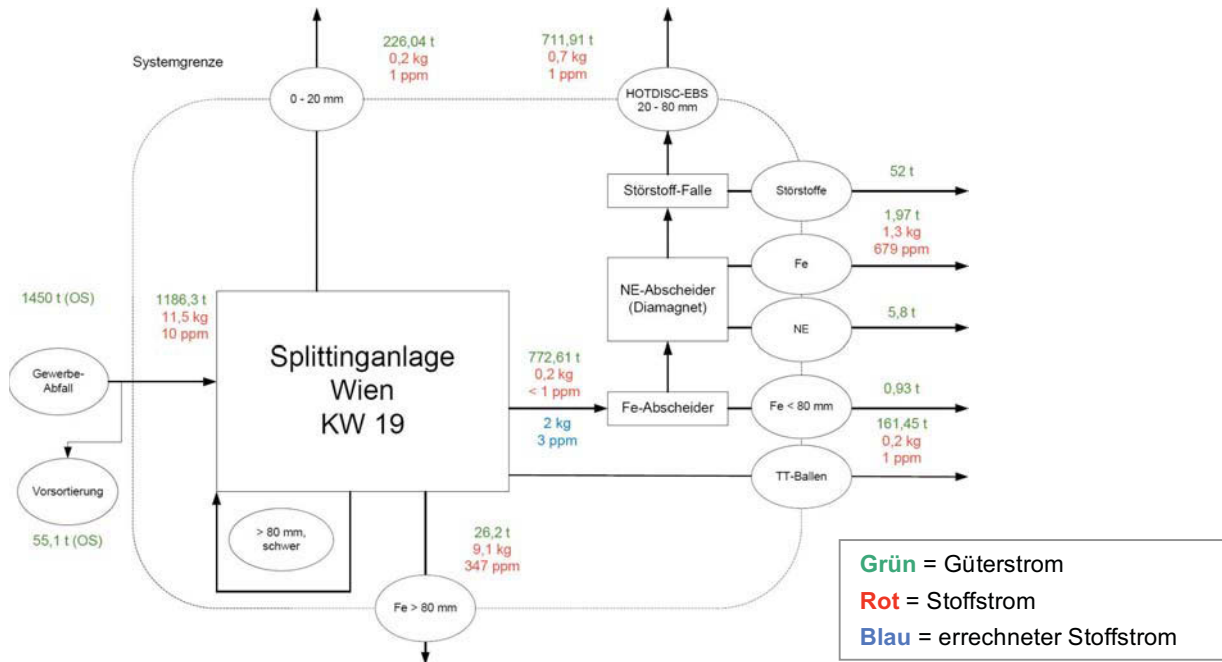 Systemgrenze
226,04 t
0,2 kg
1 ppm
711,91 t
0,7 kg
1 ppm
0 - 20 mm
HOTDISC-EBS
20 - 80 mm
Störstoff-Falle
Störstoffe
52 t
1,97 t
1,3 kg
679 ppm
Fe
NE-Abscheider
(Diamagnet)
NE
5,8 t
1450 t (OS)
1186,3 t
11,5 kg
10 ppm
Gewerbe-
Abfall
Splittinganlage
Wien
KW 19
772,61 t
0,2 kg
< 1 ppm
2 kg
3 ppm
Fe-Abscheider
Fe < 80 mm
0,93 t
161,45 t
0,2 kg
1 ppm
TT-Ballen
Vorsortierung
55,1 t (OS)
> 80 mm,
schwer
26,2 t
9,1 kg
347 ppm
Fe > 80 mm
Grün = Güterstrom
Rot = Stoffstrom
Blau = errechneter Stoffstrom